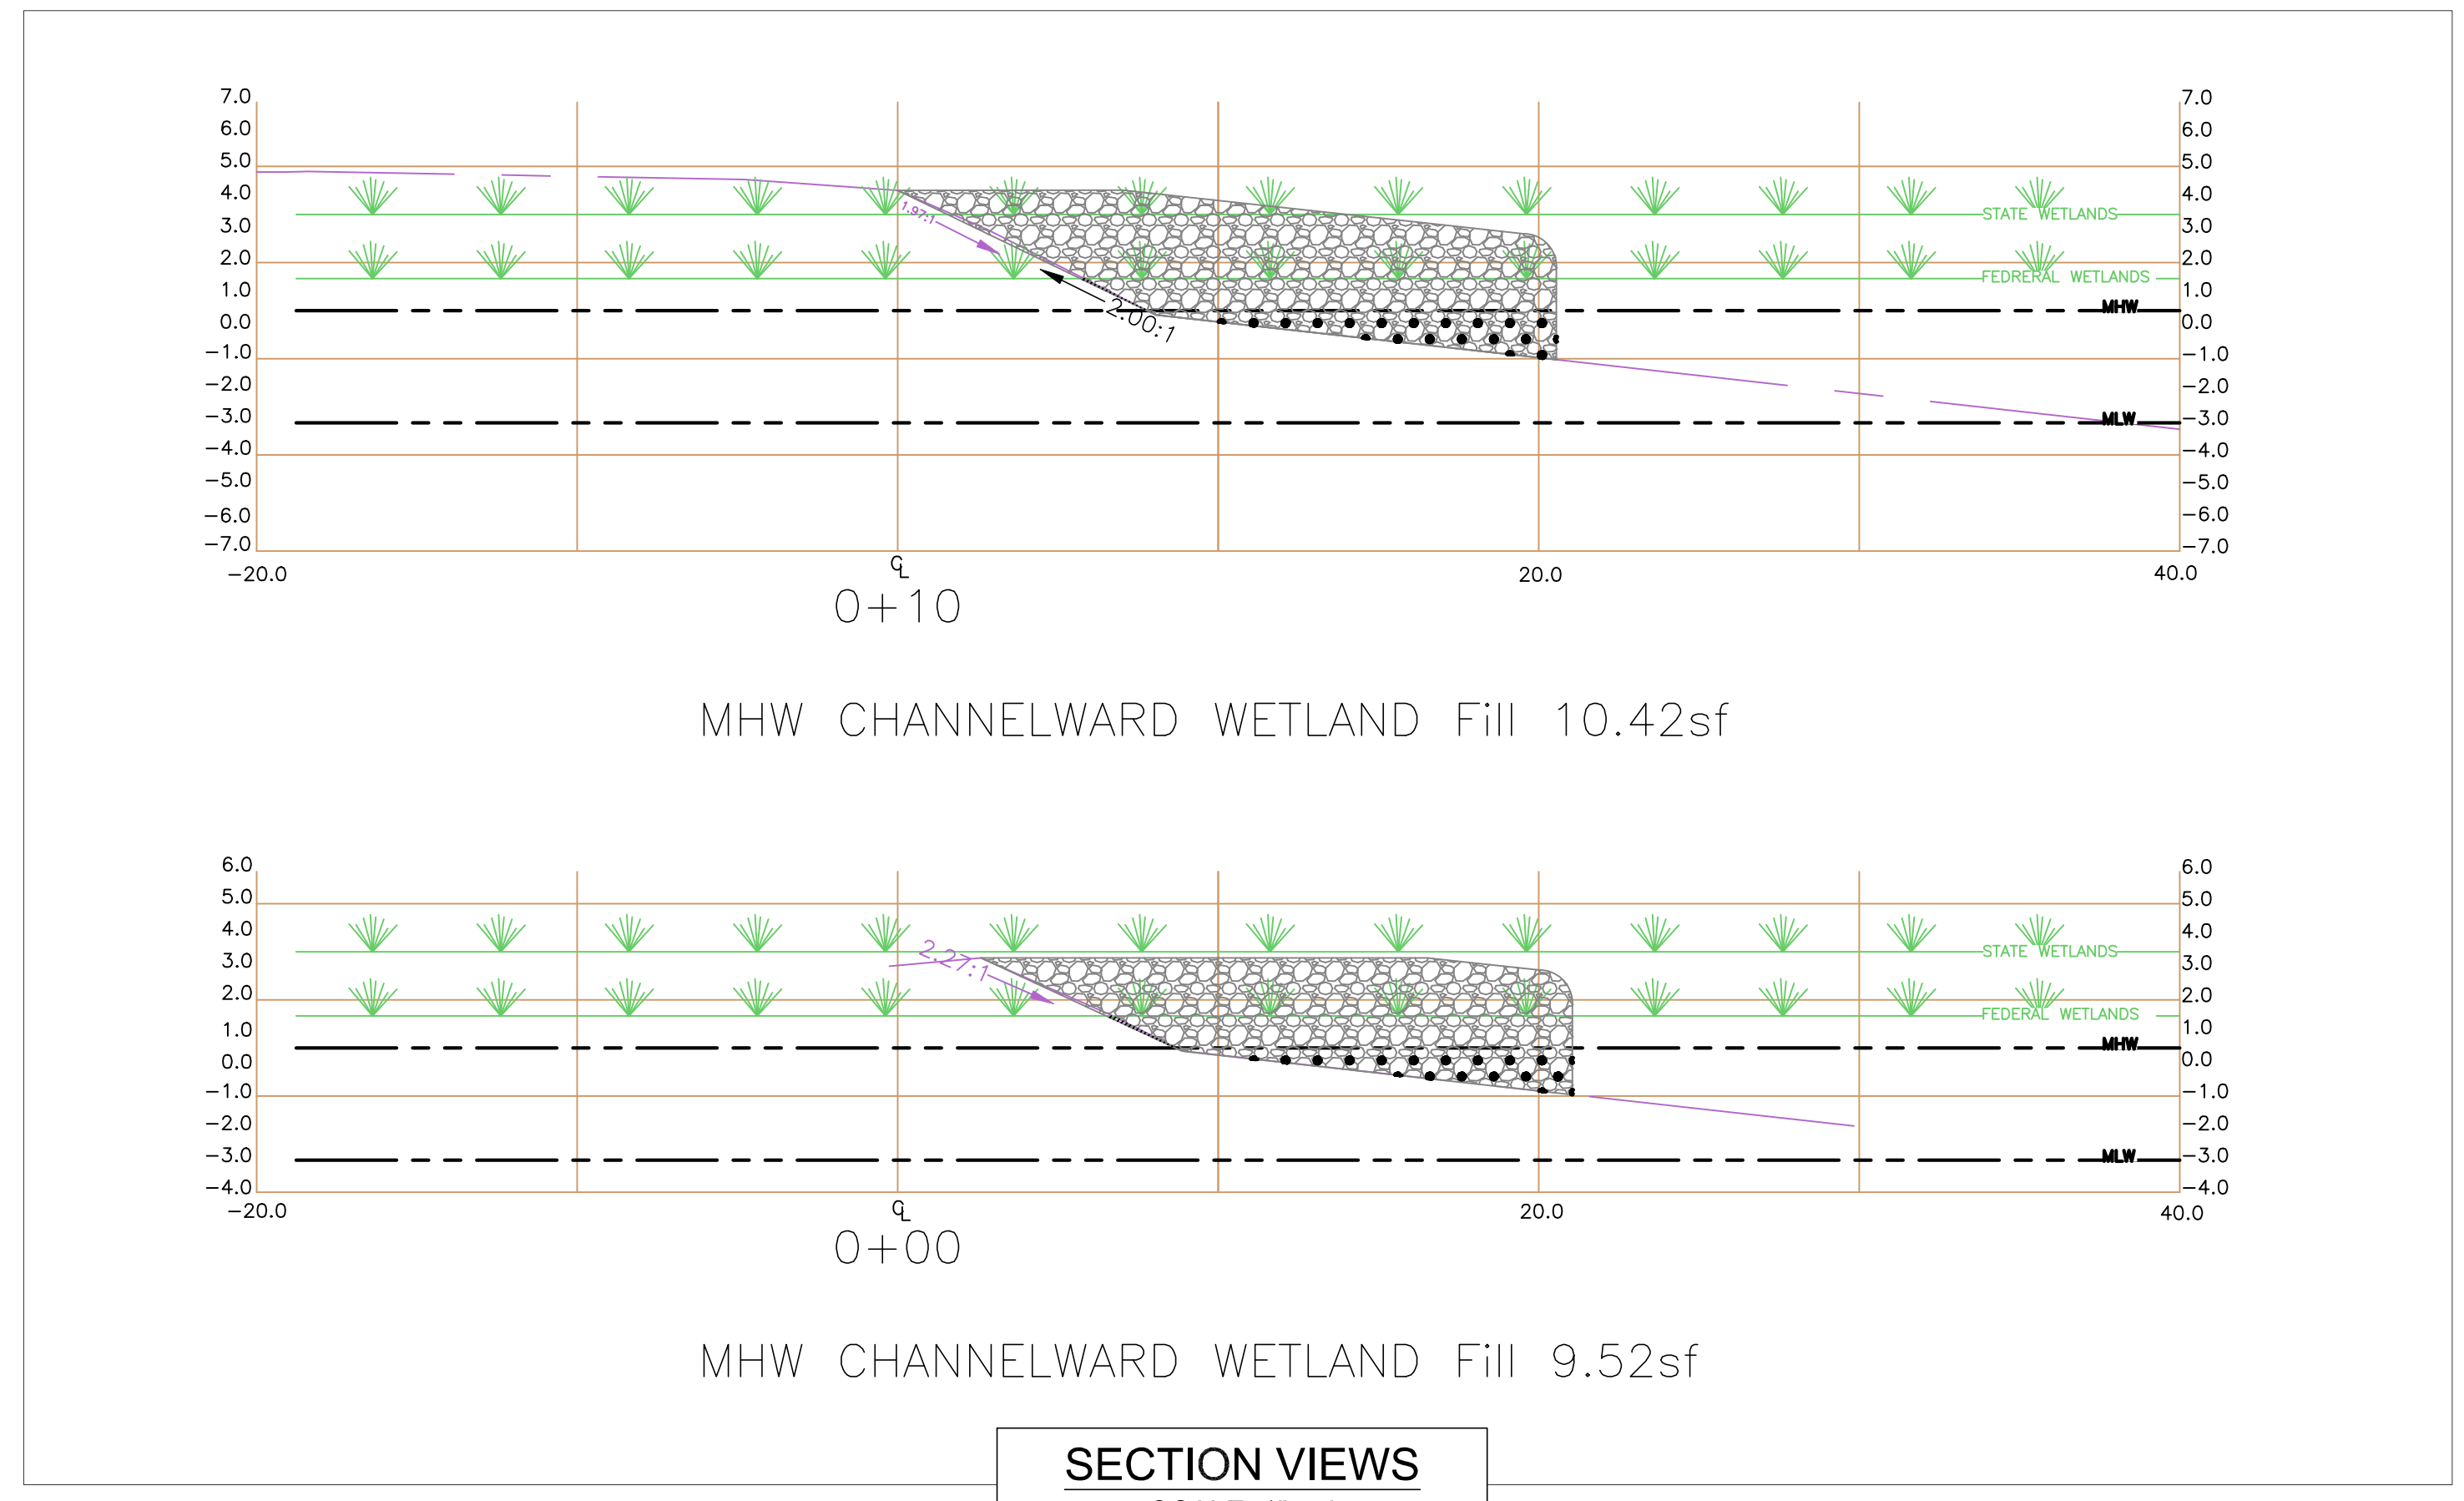 7.0 7.0
6.0 6.0
5.0 5.0
4.0 4.0
1.97:1 STATE WETLANDS
3.0 3.0
2.0 2.0
FEDRERAL WETLANDS
1.0 1.0
MHW
2.00:1
0.0 0.0
-1.0 -1.0
-2.0 -2.0
-3.0 MLW -3.0
-4.0 -4.0
-5.0 -5.0
-6.0 -6.0
-7.0 -7.0
-20.0 CL 20.0 40.0
0+10
MHW CHANNELWARD WETLAND Fill 10.42sf
6.0 6.0
5.0 5.0
4.0 4.0
STATE WETLANDS
3.0 2.27:1 3.0
2.0 2.0
FEDERAL WETLANDS
1.0 1.0
MHW
0.0 0.0
-1.0 -1.0
-2.0 -2.0
-3.0 MLW -3.0
-4.0 -4.0
-20.0 CL 20.0 40.0
0+00
MHW CHANNELWARD WETLAND Fill 9.52sf
SECTION VIEWS